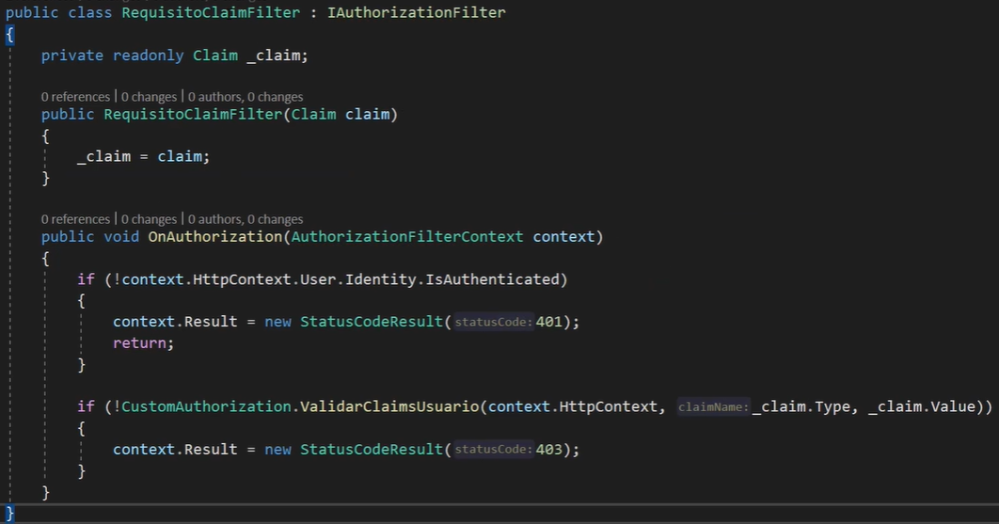 public class RequisitoClaimFilter : IAuthorizationFilter
{
    private readonly Claim _claim;
    0 references | 0 changes | 0 authors, 0 changes
    public RequisitoClaimFilter(Claim claim)
    {
        _claim = claim;
    }
    0 references | 0 changes | 0 authors, 0 changes
    public void OnAuthorization(AuthorizationFilterContext context)
    {
        if (!context.HttpContext.User.Identity.IsAuthenticated)
        {
            context.Result = new StatusCodeResult(statusCode:401);
            return;
        }
        if (!CustomAuthorization.ValidarClaimsUsuario(context.HttpContext, claimName:_claim.Type, _claim.Value))
        {
            context.Result = new StatusCodeResult(statusCode:403);
        }
    }
}